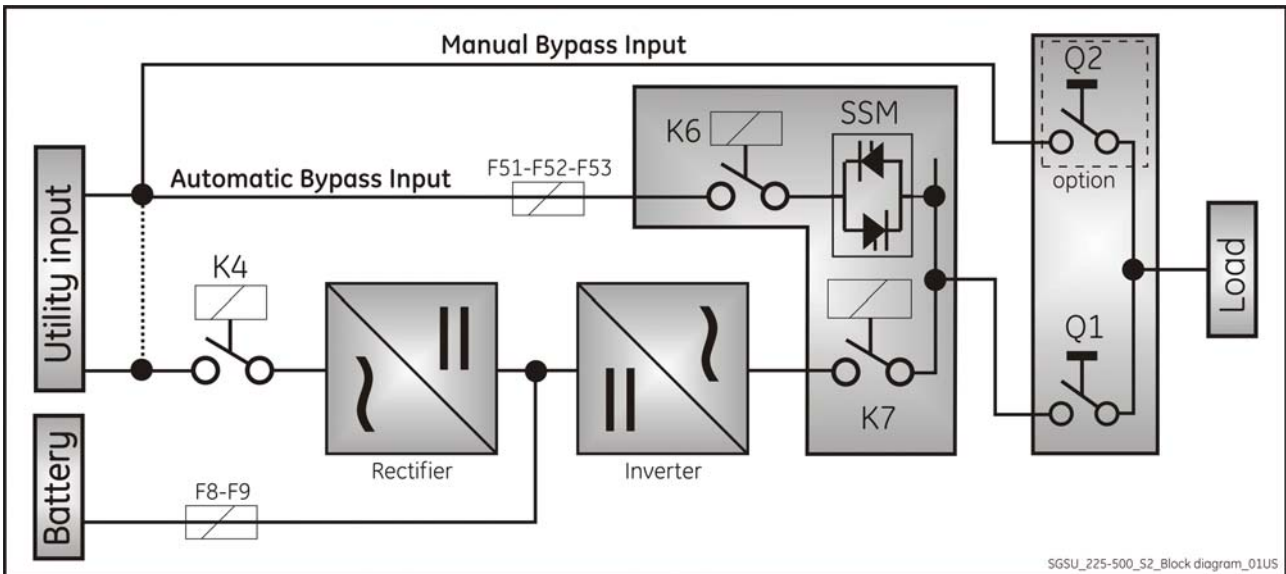 Manual Bypass Input
Q2
K6
SSM
F51-F52-F53
Automatic Bypass Input
option
Utility input
K4
Load
Q1
K7
Rectifier
Inverter
Battery
F8-F9
SGSU_225-500_S2_Block diagram_01US